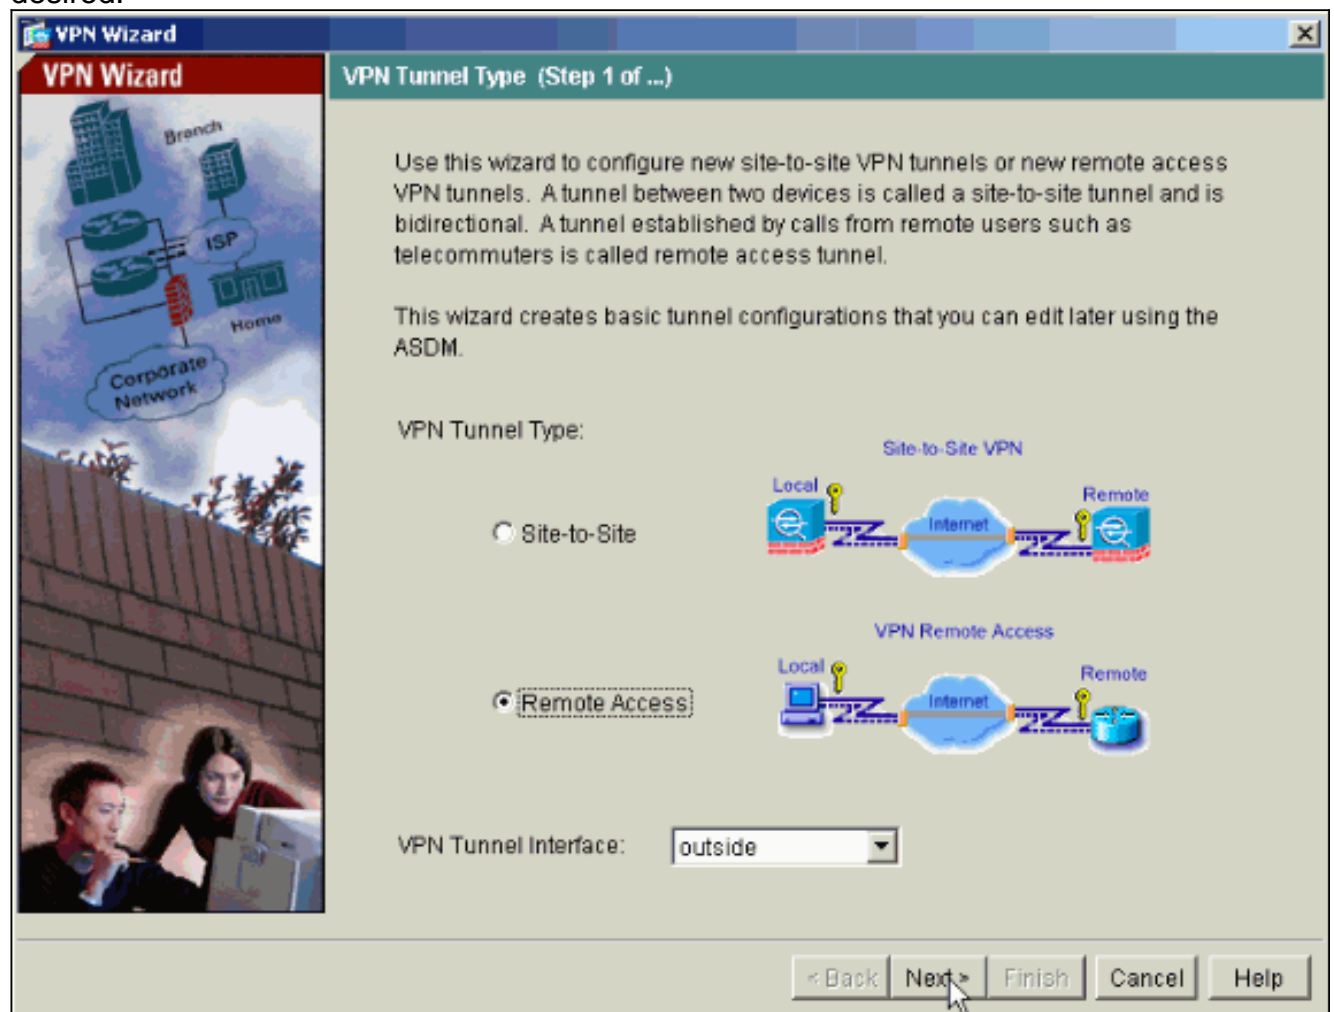 desired.
VPN Wizard
VPN Wizard
VPN Tunnel Type (Step 1 of ...)
Branch
ISP
Home
Corporate
Network
Use this wizard to configure new site-to-site VPN tunnels or new remote access
VPN tunnels. A tunnel between two devices is called a site-to-site tunnel and is
bidirectional. A tunnel established by calls from remote users such as
telecommuters is called remote access tunnel.
This wizard creates basic tunnel configurations that you can edit later using the
ASDM.
VPN Tunnel Type:
Site-to-Site VPN
Local
Remote
Internet
Site-to-Site
VPN Remote Access
Local
Remote
Internet
Remote Access
VPN Tunnel Interface: outside
< Back Next > Finish Cancel Help